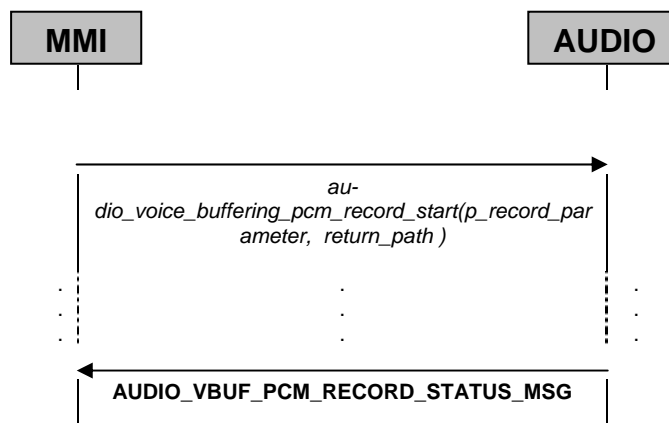 MMI AUDIO
au-
dio_voice_buffering_pcm_record_start(p_record_par
ameter, return_path )
. . .
. . .
. . .
AUDIO_VBUF_PCM_RECORD_STATUS_MSG